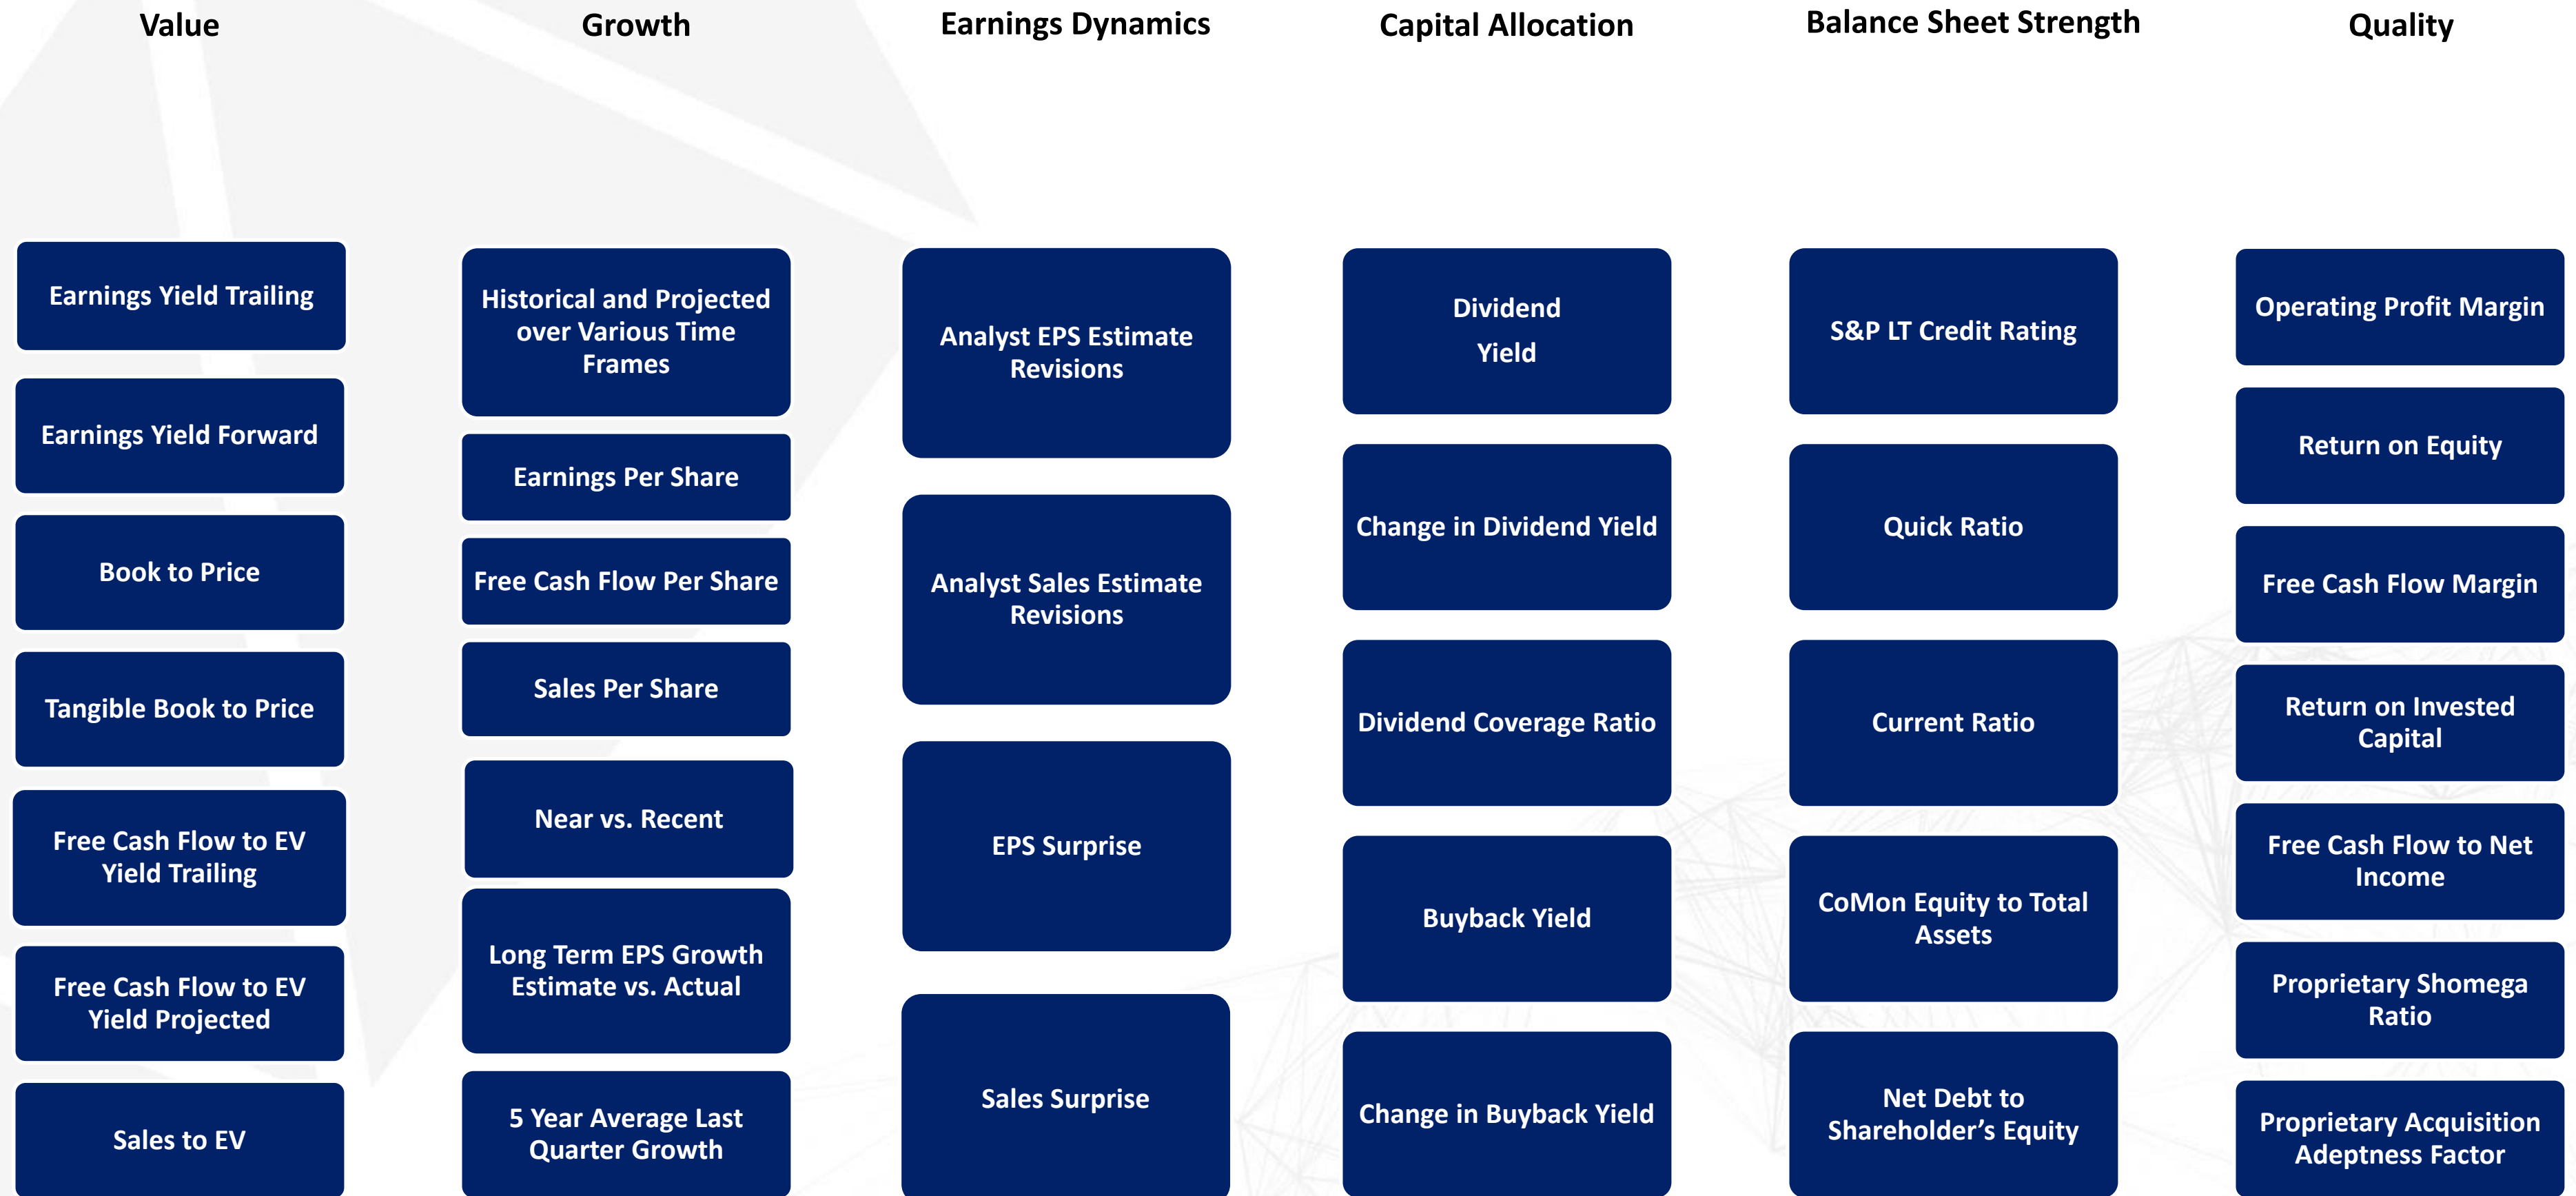 Value
Growth
Earnings Dynamics
Capital Allocation
Balance Sheet Strength
Quality
Earnings Yield Trailing
Earnings Yield Forward
Book to Price
Tangible Book to Price
Free Cash Flow to EV
Yield Trailing
Free Cash Flow to EV
Yield Projected
Sales to EV
Historical and Projected
over Various Time
Frames
Earnings Per Share
Free Cash Flow Per Share
Sales Per Share
Near vs. Recent
Long Term EPS Growth
Estimate vs. Actual
5 Year Average Last
Quarter Growth
Analyst EPS Estimate
Revisions
Analyst Sales Estimate
Revisions
EPS Surprise
Sales Surprise
Dividend
Yield
Change in Dividend Yield
Dividend Coverage Ratio
Buyback Yield
Change in Buyback Yield
S&P LT Credit Rating
Quick Ratio
Current Ratio
CoMon Equity to Total
Assets
Net Debt to
Shareholder’s Equity
Operating Profit Margin
Return on Equity
Free Cash Flow Margin
Return on Invested
Capital
Free Cash Flow to Net
Income
Proprietary Shomega
Ratio
Proprietary Acquisition
Adeptness Factor